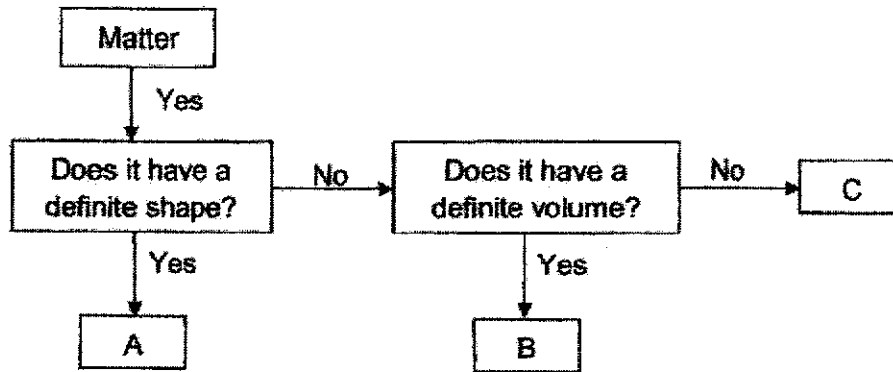 Matter
Yes
Does it have a
definite shape?
No
Does it have a
definite volume?
No
C
Yes
Yes
A
B